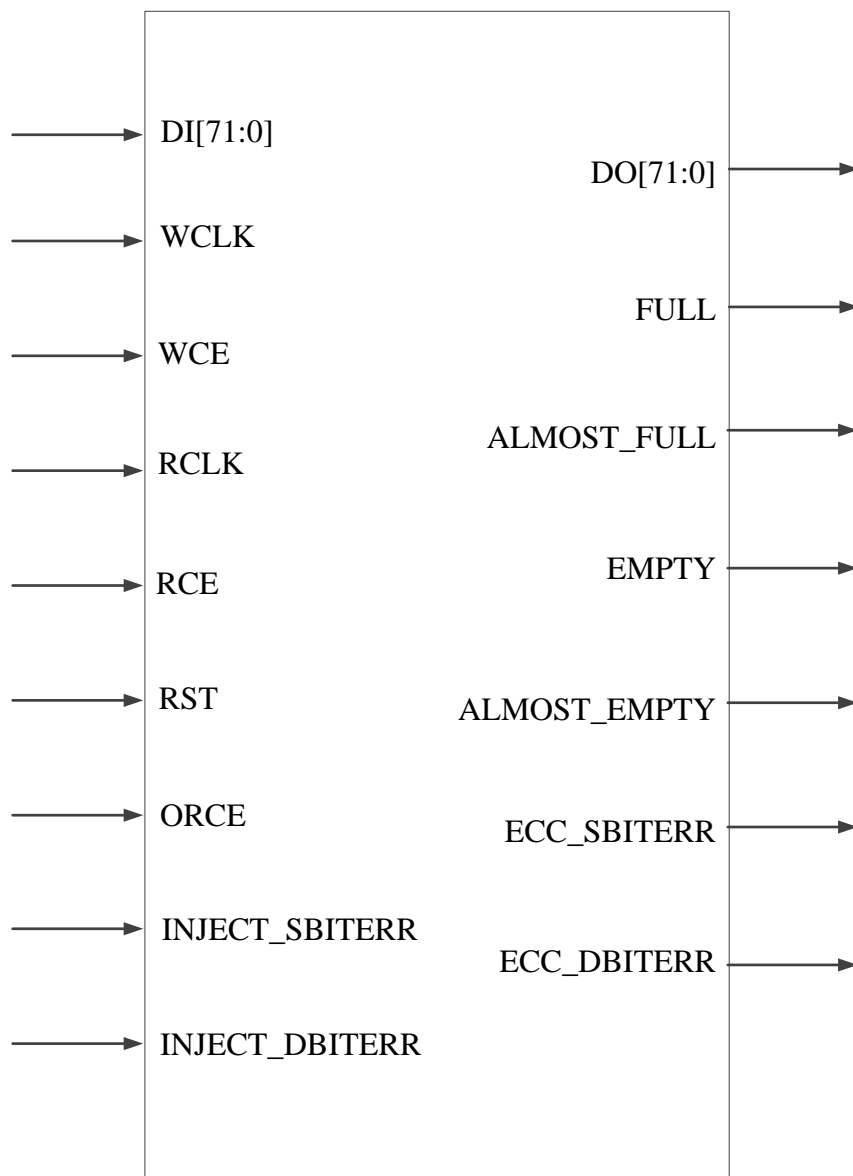 DI[71:0]
DO[71:0]
WCLK
FULL
WCE
ALMOST_FULL
RCLK
EMPTY
RCE
RST
ALMOST_EMPTY
ORCE
ECC_SBITERR
INJECT_SBITERR
ECC_DBITERR
INJECT_DBITERR